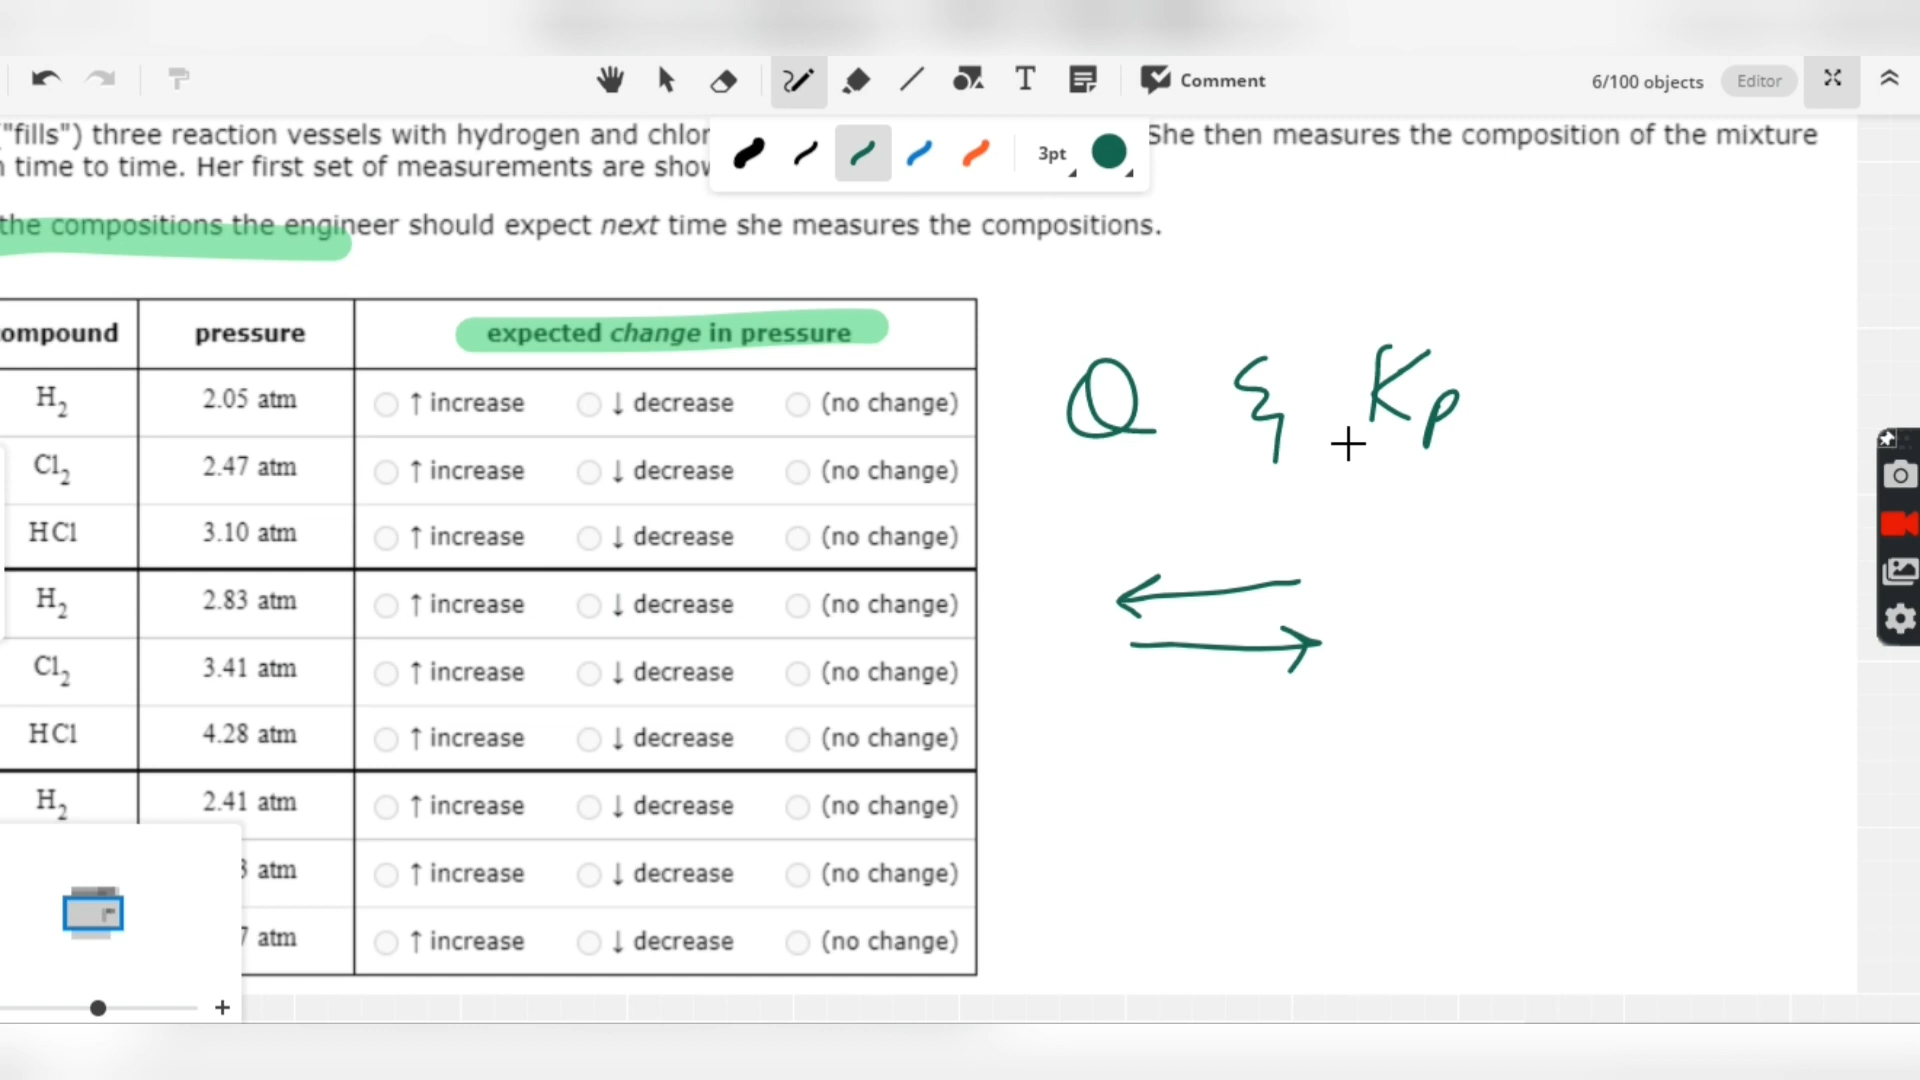 Comment
6/100 objects
Editor
("fills") three reaction vessels with hydrogen and chlor
She then measures the composition of the mixture
3pt
time to time. Her first set of measurements are show
the compositions the engineer should expect next time she measures the compositions.
ompound pressure expected change in pressure
H2 2.05 atm ↑ increase ↓ decrease (no change)
Cl2 2.47 atm ↑ increase ↓ decrease (no change)
HCl 3.10 atm ↑ increase ↓ decrease (no change)
H2 2.83 atm ↑ increase ↓ decrease (no change)
Cl2 3.41 atm ↑ increase ↓ decrease (no change)
HCl 4.28 atm ↑ increase ↓ decrease (no change)
H2 2.41 atm ↑ increase ↓ decrease (no change)
3 atm ↑ increase ↓ decrease (no change)
7 atm ↑ increase ↓ decrease (no change)
Q & Kp